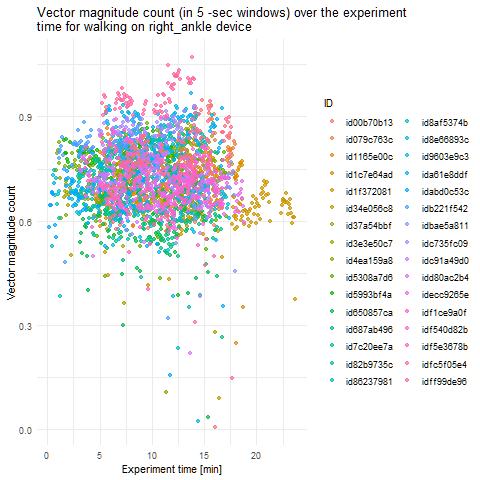 Vector magnitude count (in 5 -sec windows) over the experiment
time for walking on right_ankle device
ID
id00b70b13
id079c763c
id1165e00c
id1c7e64ad
id1f372081
id34e056c8
id37a54bbf
id3e3e50c7
id4ea159a8
id5308a7d6
id5993bf4a
id650857ca
id687ab496
id7c20ee7a
id82b9735c
id86237981
id8af5374b
id8e66893c
id9603e9c3
ida61e8ddf
idabd0c53c
idb221f542
idbae5a811
idc735fc09
idc91a49d0
idd80ac2b4
idecc9265e
idf1ce9a0f
idf540d82b
idf5e3678b
idfc5f05e4
idff99de96
Vector magnitude count
0.9
0.6
0.3
0.0
0
5
10
15
20
Experiment time [min]